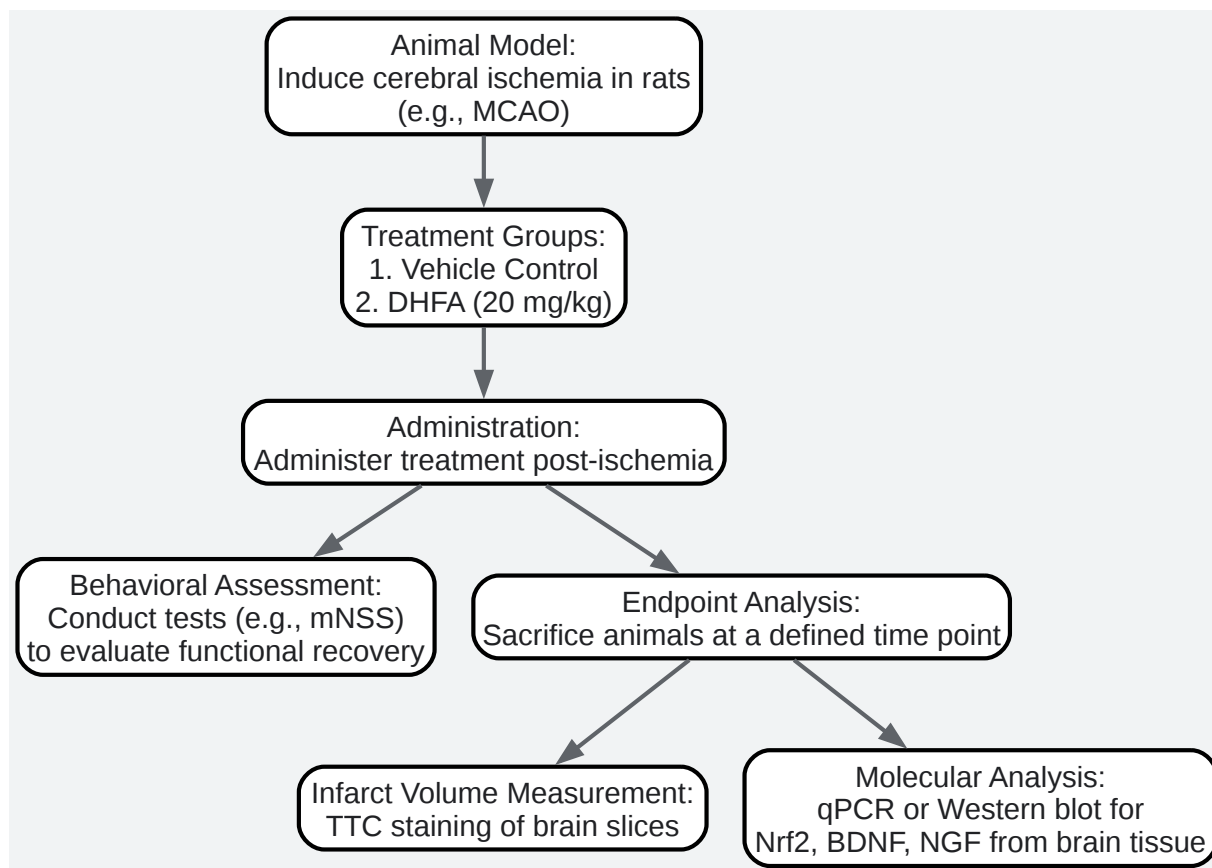 Animal Model:
Induce cerebral ischemia in rats
(e.g., MCAO)
Treatment Groups:
1. Vehicle Control
2. DHFA (20 mg/kg)
Administration:
Administer treatment post-ischemia
Behavioral Assessment:
Conduct tests (e.g., mNSS)
to evaluate functional recovery
Endpoint Analysis:
Sacrifice animals at a defined time point
Infarct Volume Measurement:
TTC staining of brain slices
Molecular Analysis:
qPCR or Western blot for
Nrf2, BDNF, NGF from brain tissue